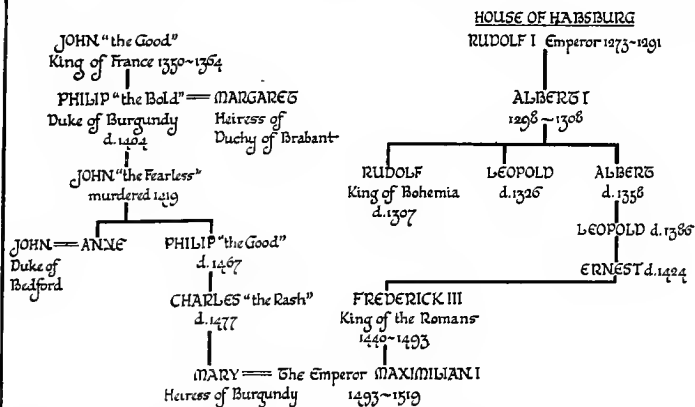 HOUSE OF HABSBURG
RUDOLF I Emperor 1273~1291
ALBERT I
1298~1308
RUDOLF
King of Bohemia
d.1307
LEOPOLD
d.1326
ALBERT
d.1358
LEOPOLD d.1386
ERNEST d.1424
FREDERICK III
King of the Romans
1440~1493
JOHN "the Good"
King of France 1350~1364
PHILIP "the Bold" = MARGARET
Duke of Burgundy
d.1404
Heiress of
Duchy of Brabant
JOHN "the Fearless"
murdered 1419
JOHN = ANNE
Duke of
Bedford
PHILIP "the Good"
d.1467
CHARLES "the Rash"
d.1477
MARY = The Emperor MAXIMILIAN I
Heiress of Burgundy
1493~1519